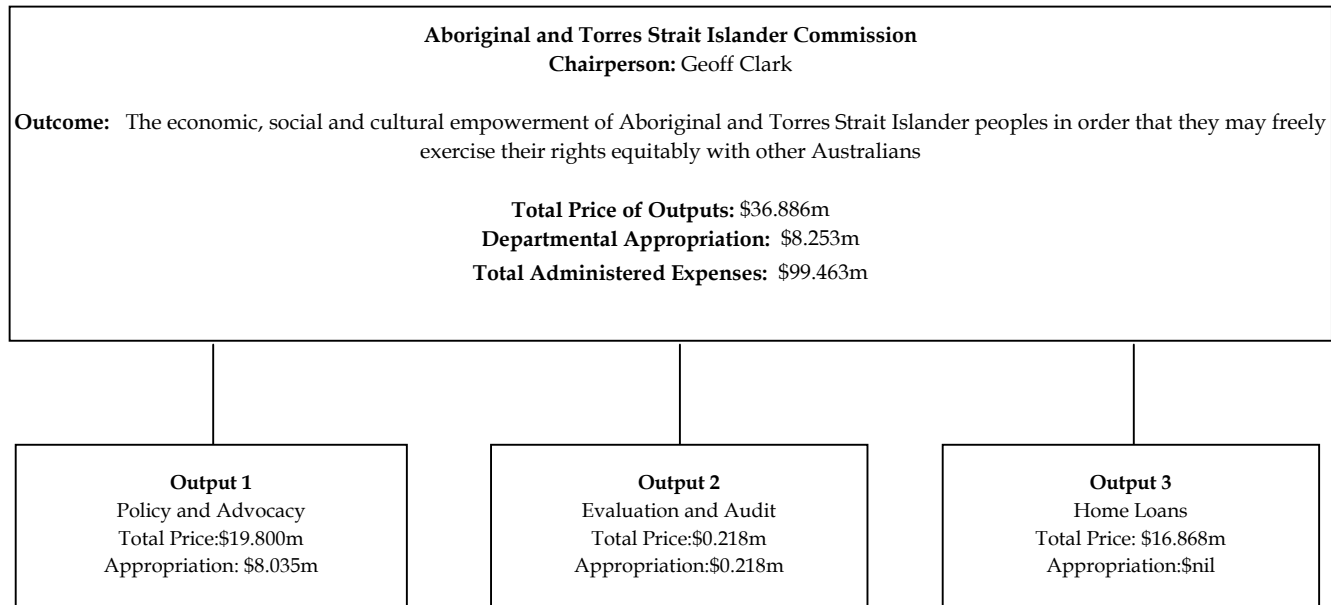 Aboriginal and Torres Strait Islander Commission
Chairperson: Geoff Clark
Outcome: The economic, social and cultural empowerment of Aboriginal and Torres Strait Islander peoples in order that they may freely
exercise their rights equitably with other Australians
Total Price of Outputs: $36.886m
Departmental Appropriation: $8.253m
Total Administered Expenses: $99.463m
Output 1
Policy and Advocacy
Total Price:$19.800m
Appropriation: $8.035m
Output 2
Evaluation and Audit
Total Price:$0.218m
Appropriation:$0.218m
Output 3
Home Loans
Total Price: $16.868m
Appropriation:$nil